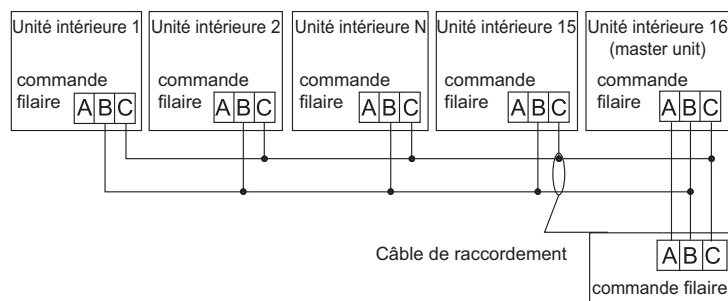 Unité intérieure 1
commande
filaire
A B C
Unité intérieure 2
commande
filaire
A B C
Unité intérieure N
commande
filaire
A B C
Unité intérieure 15
commande
filaire
A B C
Unité intérieure 16
(master unit)
commande
filaire
A B C
Câble de raccordement
A B C
commande filaire